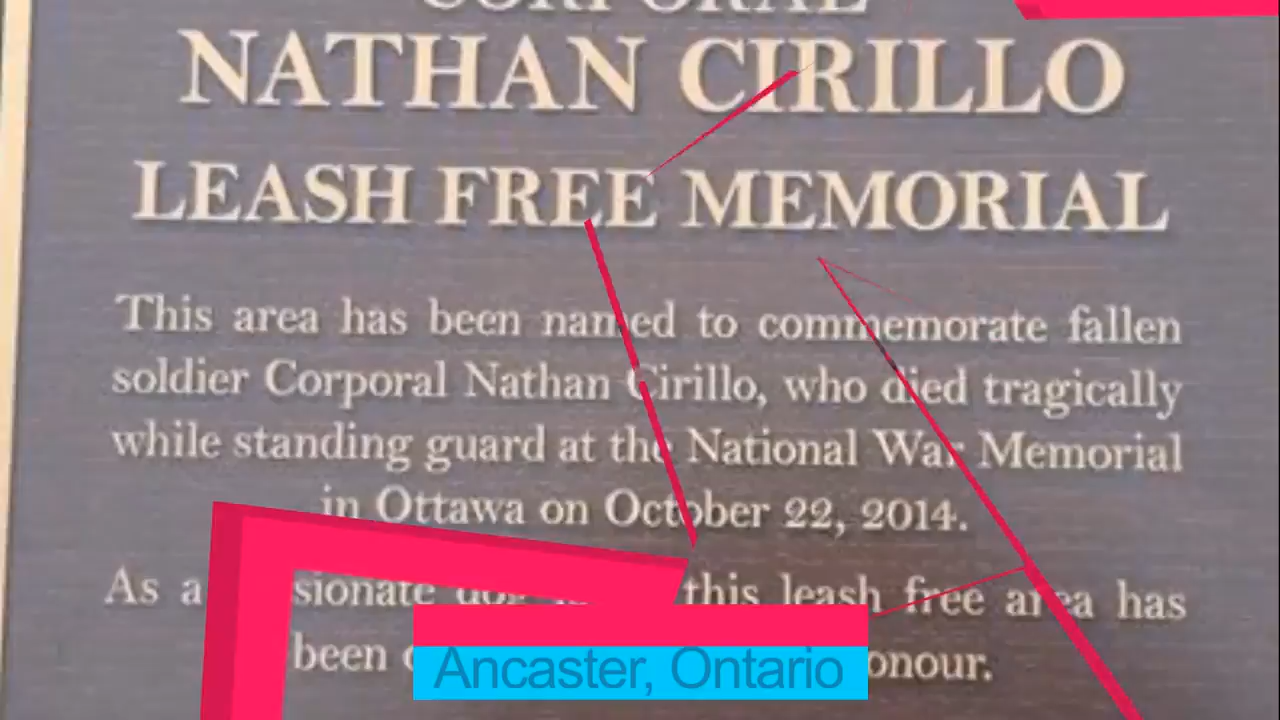 CORPORAL
NATHAN CIRILLO
LEASH FREE MEMORIAL
This area has been named to commemorate fallen
soldier Corporal Nathan Cirillo, who died tragically
while standing guard at the National War Memorial
in Ottawa on October 22, 2014.
As a this leash free area has
been
Ancaster, Ontario